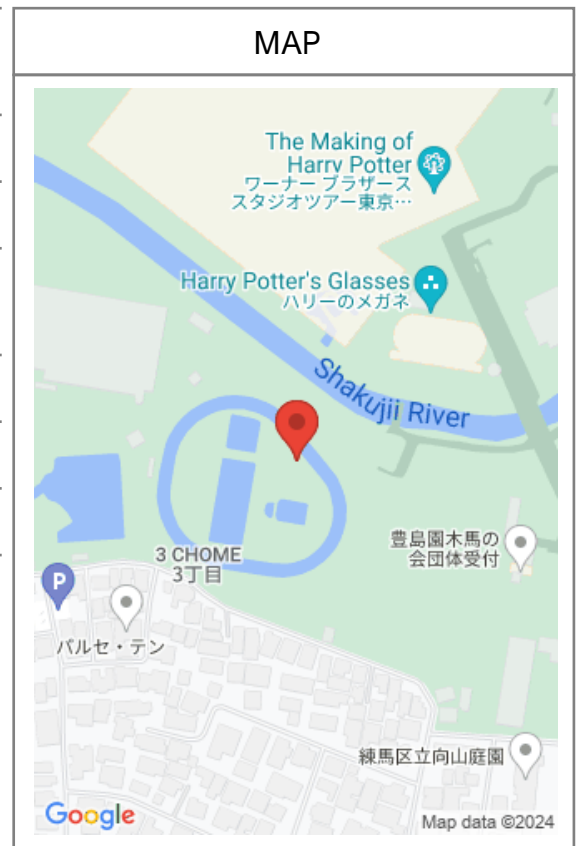 MAP
The Making of
Harry Potter
ワーナー ブラザース
スタジオツアー東京…
Harry Potter's Glasses
ハリーのメガネ
Shakujii River
豊島園木馬の
会団体受付
3 CHOME
3丁目
P
パルセ・テン
練馬区立向山庭園
Google
Map data ©2024